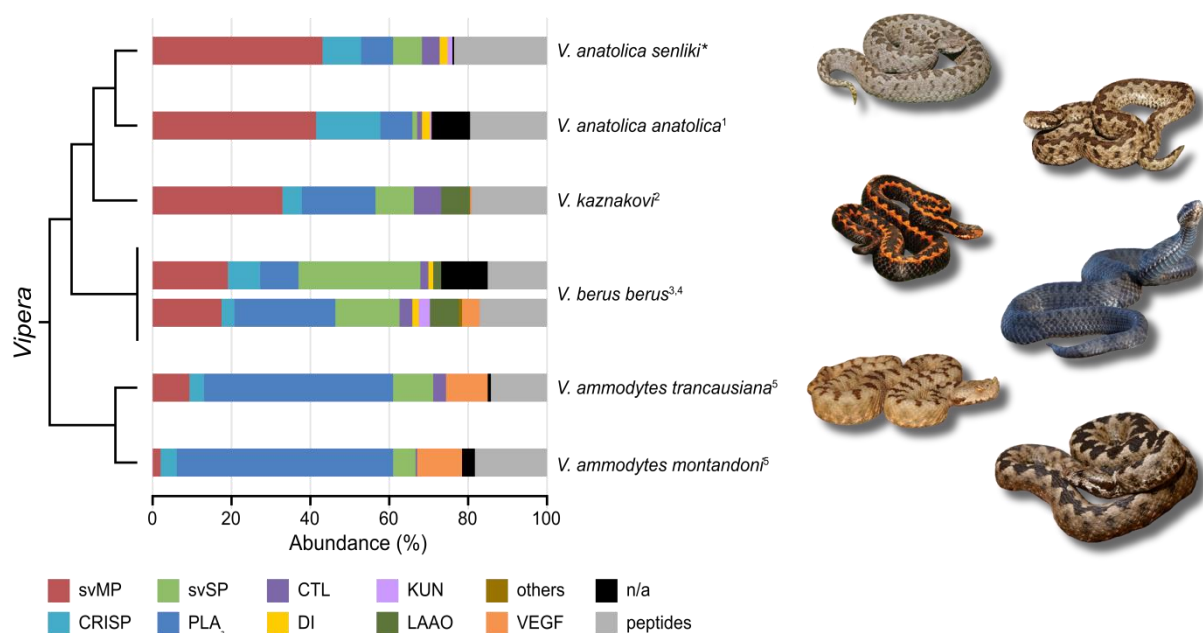 V. anatolica senliki*
V. anatolica anatolica¹
V. kaznakovi²
V. berus berus³,⁴
V. ammodytes trancausiana⁵
V. ammodytes montandoni⁵
Vipera
0 20 40 60 80 100
Abundance (%)
svMP svSP CTL KUN others n/a
CRISP PLA₂ DI LAAO VEGF peptides